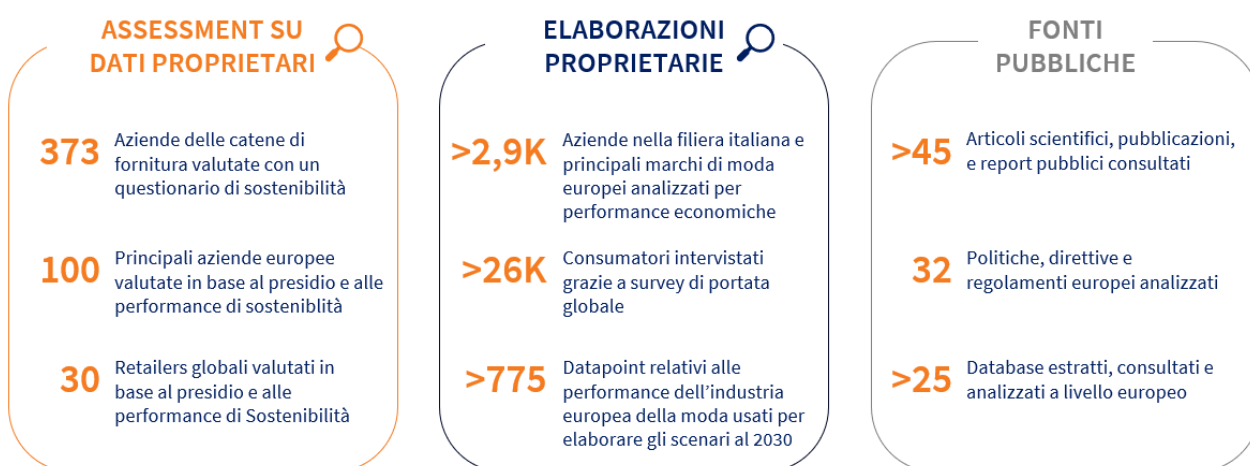 ASSESSMENT SU
DATI PROPRIETARI
373
Aziende delle catene di
fornitura valutate con un
questionario di sostenibilità
100
Principali aziende europee
valutate in base al presidio e alle
performance di sosteniblità
30
Retailers globali valutati in
base al presidio e alle
performance di Sostenibilità
ELABORAZIONI
PROPRIETARIE
>2,9K
Aziende nella filiera italiana e
principali marchi di moda
europei analizzati per
performance economiche
>26K
Consumatori intervistati
grazie a survey di portata
globale
>775
Datapoint relativi alle
performance dell'industria
europea della moda usati per
elaborare gli scenari al 2030
FONTI
PUBBLICHE
>45
Articoli scientifici, pubblicazioni,
e report pubblici consultati
32
Politiche, direttive e
regolamenti europei analizzati
>25
Database estratti, consultati e
analizzati a livello europeo